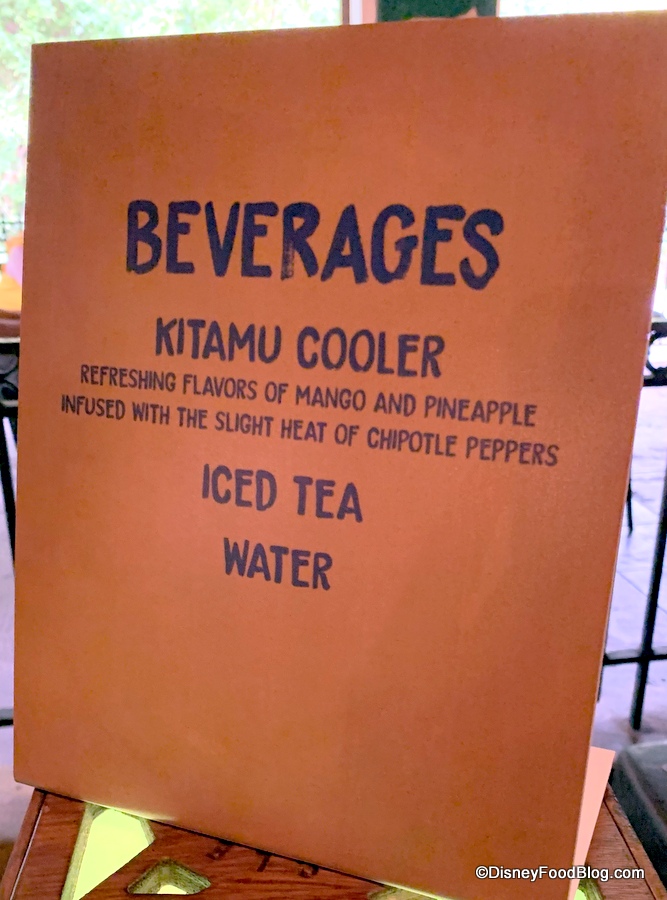 BEVERAGES
KITAMU COOLER
REFRESHING FLAVORS OF MANGO AND PINEAPPLE
INFUSED WITH THE SLIGHT HEAT OF CHIPOTLE PEPPERS
ICED TEA
WATER
©DisneyFoodBlog.com